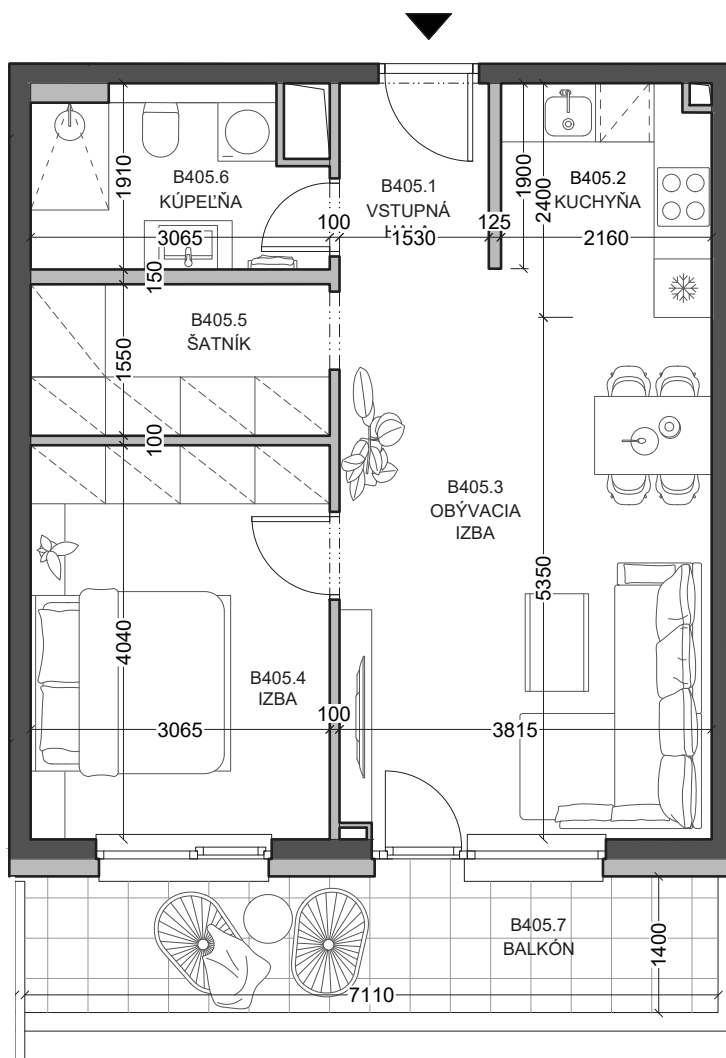 B405.6
KÚPEĽŇA
1910
3065
100
B405.1
VSTUPNÁ
HALA
1530
125
1900
2400
B405.2
KUCHYŇA
2160
150
B405.5
ŠATNÍK
1550
100
B405.3
OBÝVACIA
IZBA
5350
4040
B405.4
IZBA
3065
100
3815
B405.7
BALKÓN
1400
7110